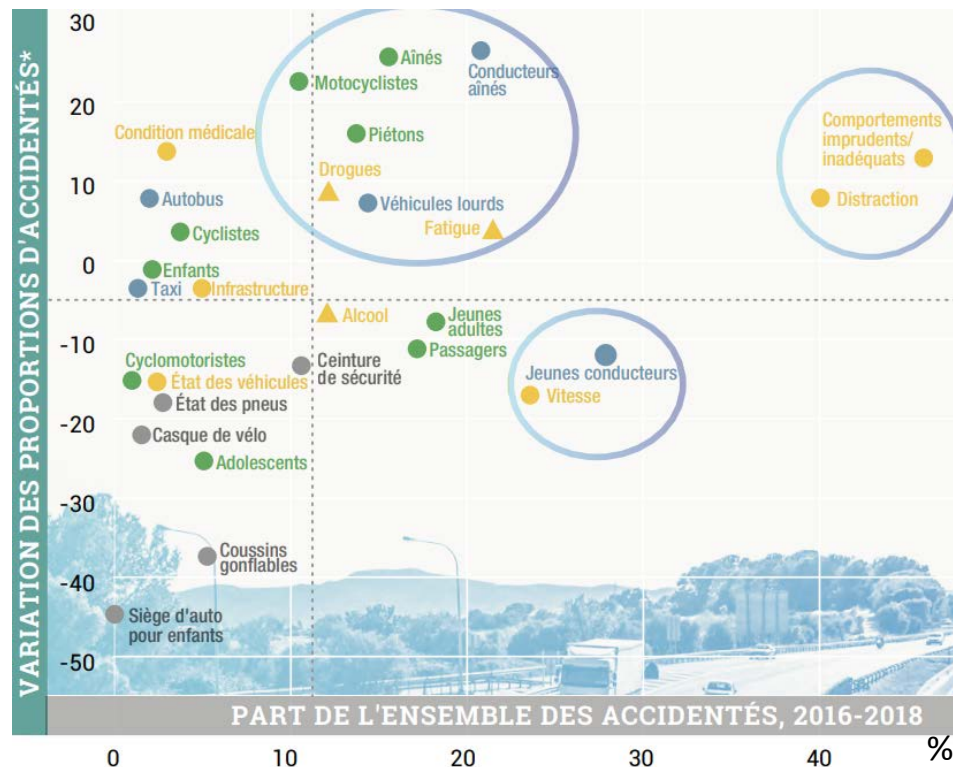 VARIATION DES PROPORTIONS D'ACCIDENTÉS*
30
20
10
0
-10
-20
-30
-40
-50
Aînés
Motocyclistes
Conducteurs
aînés
Piétons
Condition médicale
Drogues
Autobus
Véhicules lourds
Cyclistes
Fatigue
Comportements
imprudents/
inadéquats
Distraction
Enfants
Taxi
Infrastructure
Alcool
Jeunes
adultes
Passagers
Cyclomotoristes
Ceinture
de sécurité
Jeunes conducteurs
État des véhicules
Vitesse
État des pneus
Casque de vélo
Adolescents
Coussins
gonflables
Siège d'auto
pour enfants
PART DE L'ENSEMBLE DES ACCIDENTÉS, 2016-2018
0
10
20
30
40
%